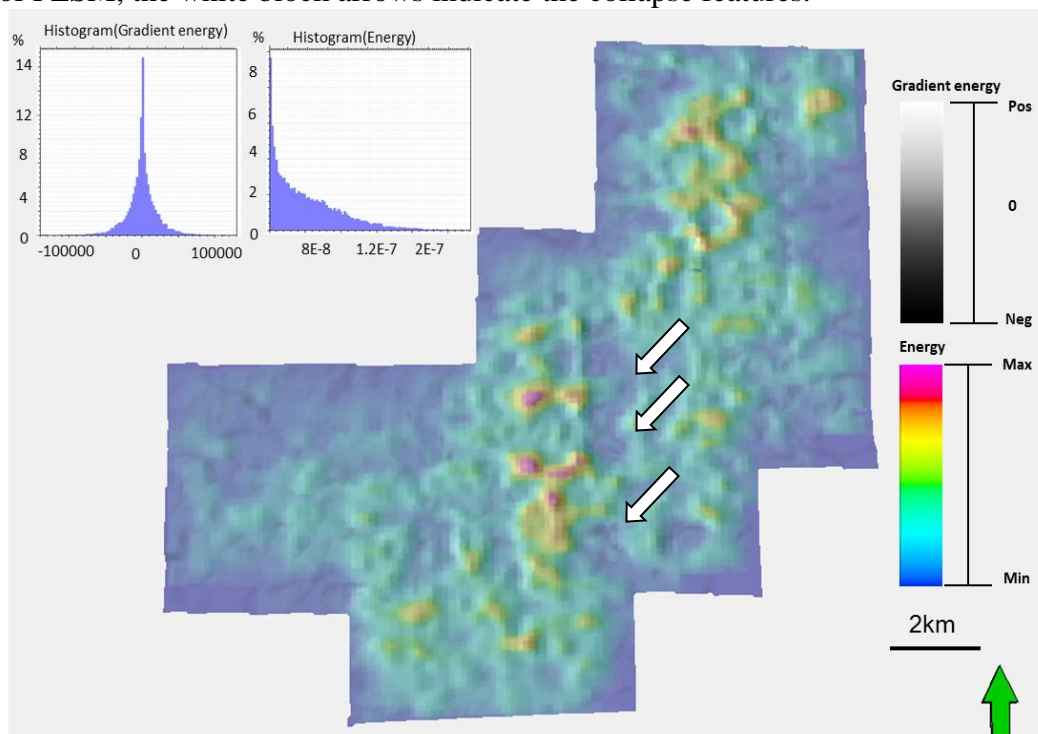 of PLSM, the white block arrows indicate the collapse features.
Histogram(Gradient energy)
%
14
12
8
4
0
-100000 0 100000
Histogram(Energy)
%
8
6
4
2
0
8E-8 1.2E-7 2E-7
Gradient energy
Pos
0
Neg
Energy
Max
Min
2km